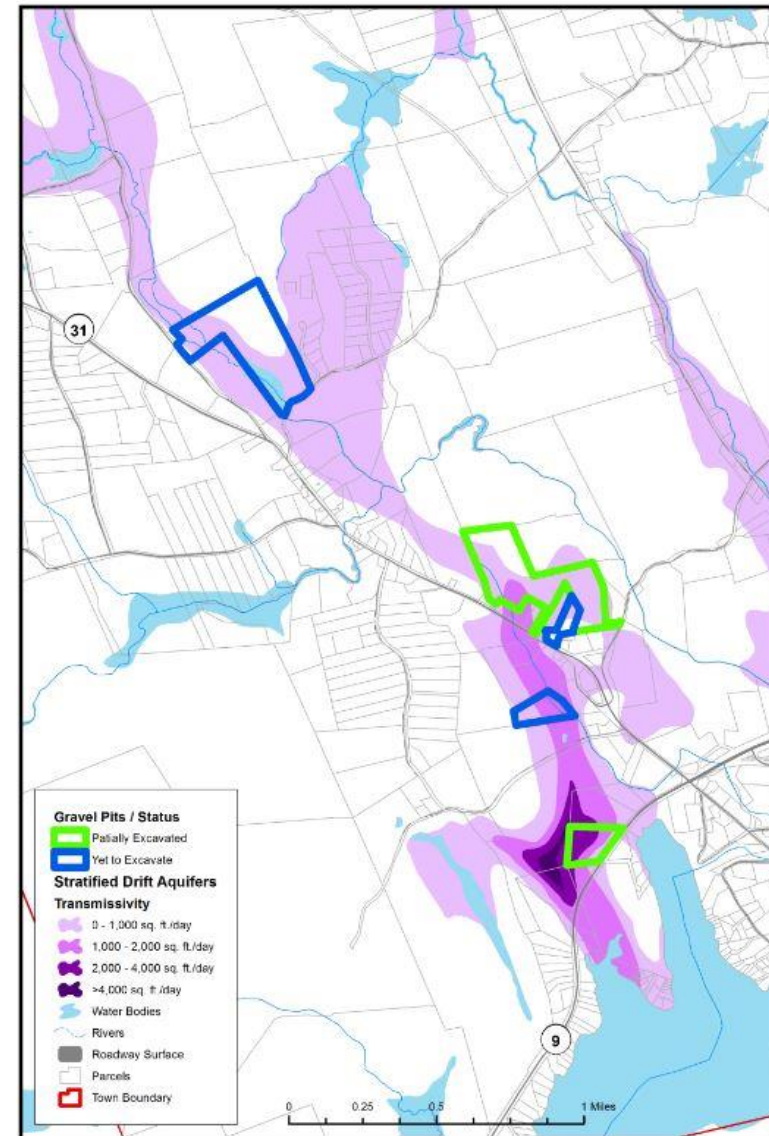 31
9
Gravel Pits / Status
Patially Excavated
Yet to Excavate
Stratified Drift Aquifers
Transmissivity
0 - 1,000 sq. ft./day
1,000 - 2,000 sq. ft./day
2,000 - 4,000 sq. ft./day
>4,000 sq. ft./day
Water Bodies
Rivers
Roadway Surface
Parcels
Town Boundary
0 0.25 0.5 1 Miles